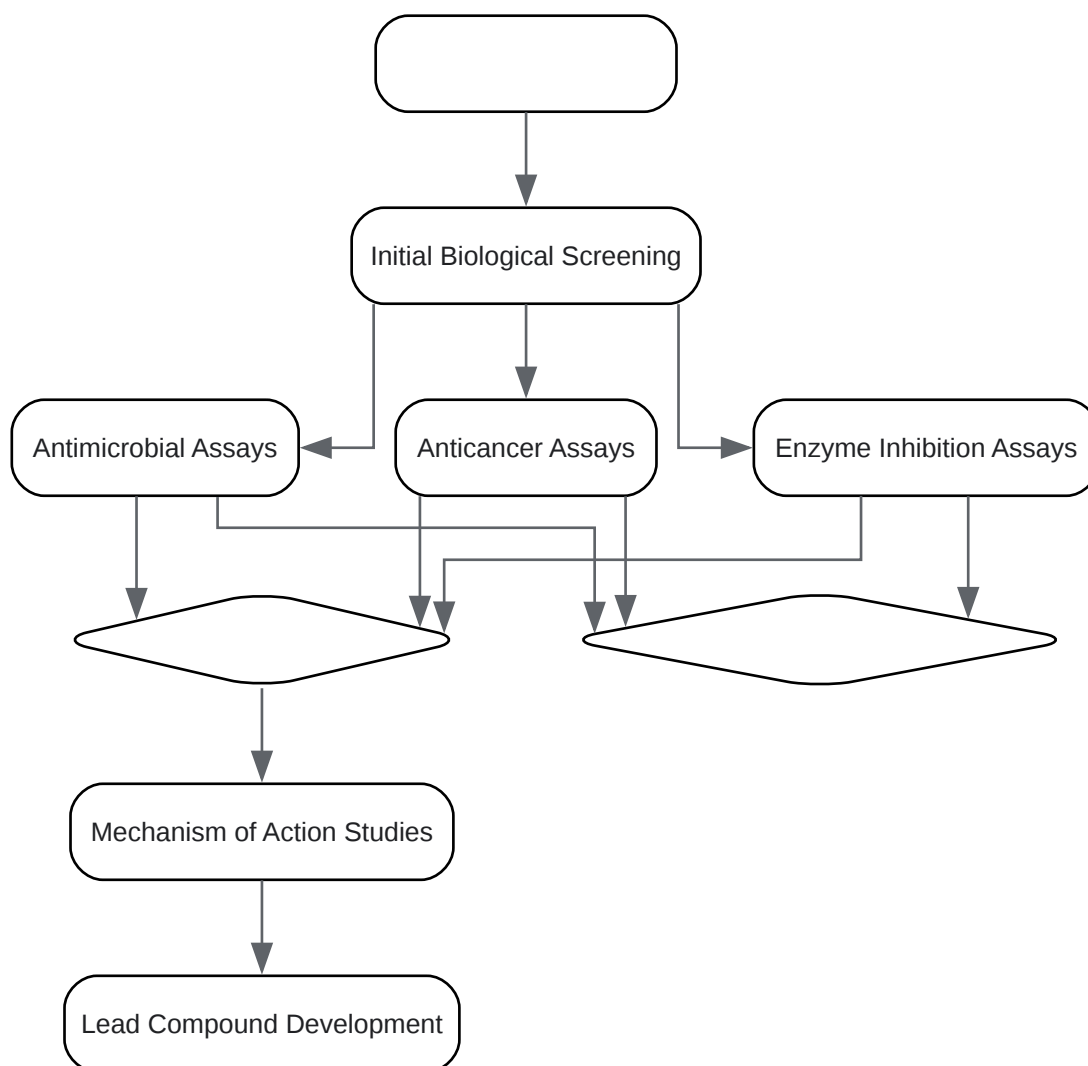 Initial Biological Screening
Antimicrobial Assays
Anticancer Assays
Enzyme Inhibition Assays
Mechanism of Action Studies
Lead Compound Development